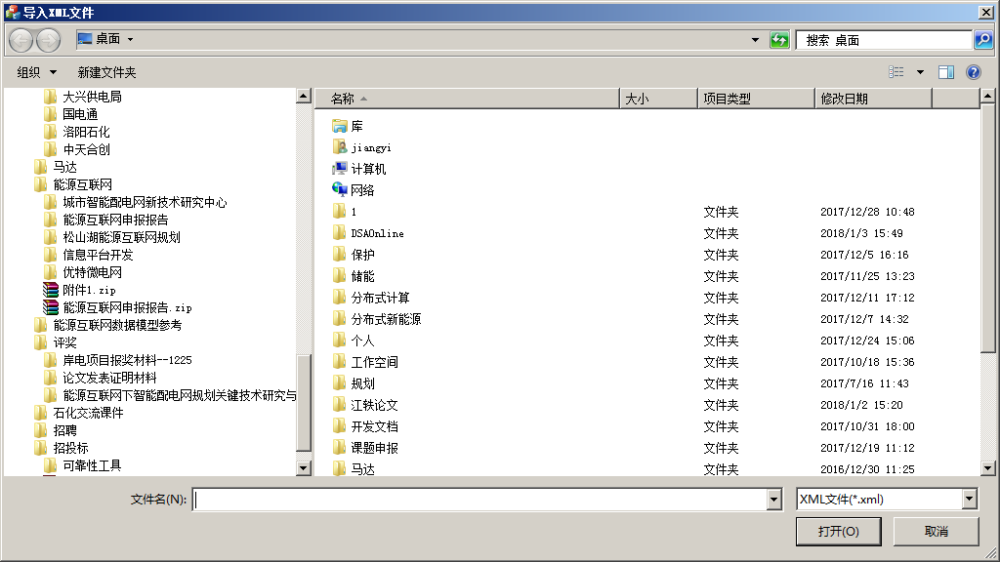 导入XML文件
桌面
搜索 桌面
组织 新建文件夹
大兴供电局
国电通
洛阳石化
中天合创
马达
能源互联网
城市智能配电网新技术研究中心
能源互联网申报报告
松山湖能源互联网规划
信息平台开发
优特微电网
附件1.zip
能源互联网申报报告.zip
能源互联网数据模型参考
评奖
岸电项目报奖材料--1225
论文发表证明材料
能源互联网下智能配电网规划关键技术研究与
石化交流课件
招聘
招投标
可靠性工具
名称 大小 项目类型 修改日期
库
jiangyi
计算机
网络
1 文件夹 2017/12/28 10:48
DSAOnline 文件夹 2018/1/3 15:49
保护 文件夹 2017/12/5 16:16
储能 文件夹 2017/11/25 13:23
分布式计算 文件夹 2017/12/11 17:12
分布式新能源 文件夹 2017/12/7 14:32
个人 文件夹 2017/12/24 15:06
工作空间 文件夹 2017/10/18 15:36
规划 文件夹 2017/7/16 11:43
江轶论文 文件夹 2018/1/2 15:20
开发文档 文件夹 2017/10/31 18:00
课题申报 文件夹 2017/12/19 11:12
马达 文件夹 2016/12/30 11:25
文件名(N): XML文件(*.xml)
打开(O) 取消